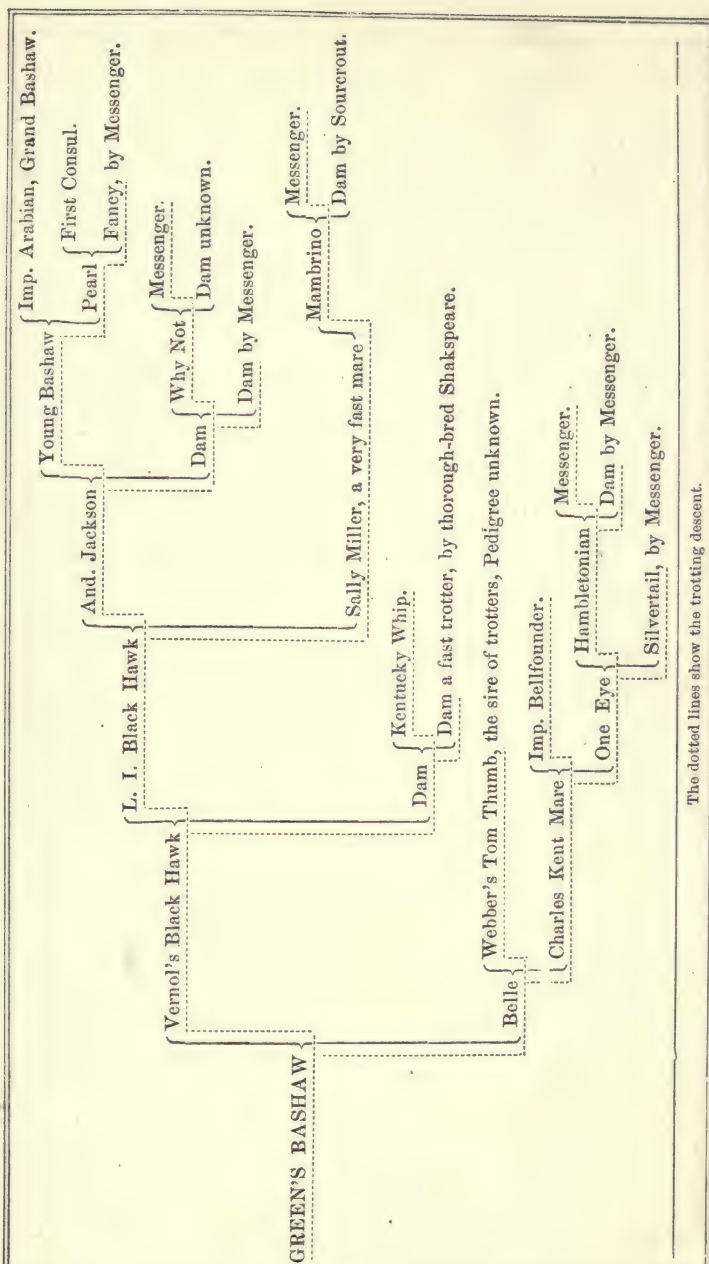 Imp. Arabian, Grand Bashaw.
Young Bashaw
Pearl
First Consul.
Fancy, by Messenger.
And. Jackson
Why Not
Messenger.
Dam unknown.
Dam
Dam by Messenger.
L. I. Black Hawk
Mambrino
Messenger.
Dam by Sourcrout.
Sally Miller, a very fast mare
Vernol's Black Hawk
Kentucky Whip.
Dam
Dam a fast trotter, by thorough-bred Shakspeare.
GREEN'S BASHAW
Webber's Tom Thumb, the sire of trotters, Pedigree unknown.
Belle
Imp. Bellfounder.
Charles Kent Mare
Hambletonian
Messenger.
Dam by Messenger.
One Eye
Silvertail, by Messenger.
The dotted lines show the trotting descent.